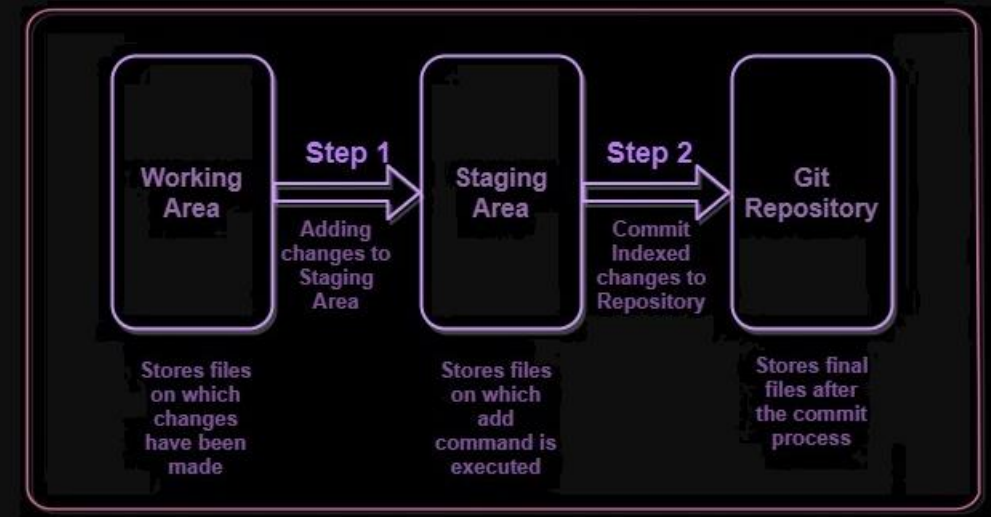 Step 1
Step 2
Working
Area
Staging
Area
Git
Repository
Adding
changes to
Staging
Area
Commit
Indexed
changes to
Repository
Stores files
on which
changes
have been
made
Stores files
on which
add
command is
executed
Stores final
files after
the commit
process